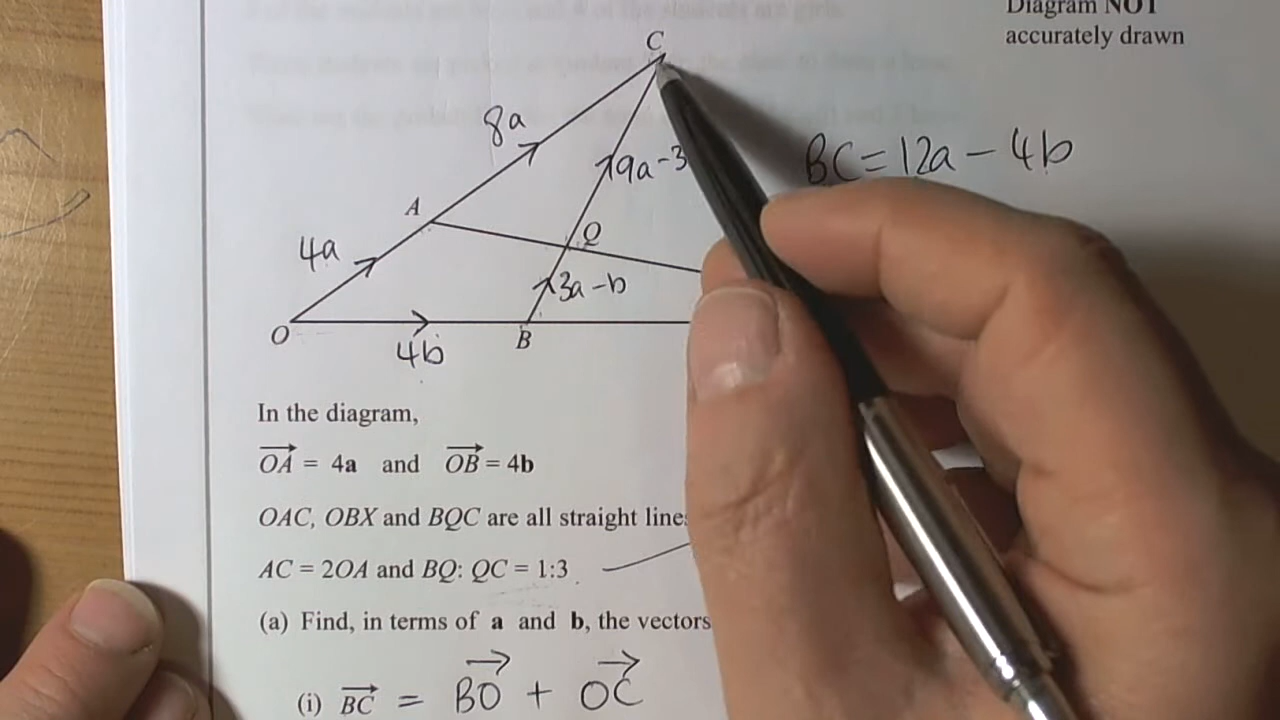 Diagram NOT
accurately drawn
C
8a
9a-3
BC = 12a - 4b
A
Q
4a
3a-b
O
B
4b
In the diagram,
OA = 4a and OB = 4b
OAC, OBX and BQC are all straight lines
AC = 2OA and BQ: QC = 1:3
(a) Find, in terms of a and b, the vectors
(i) BC = BO + OC